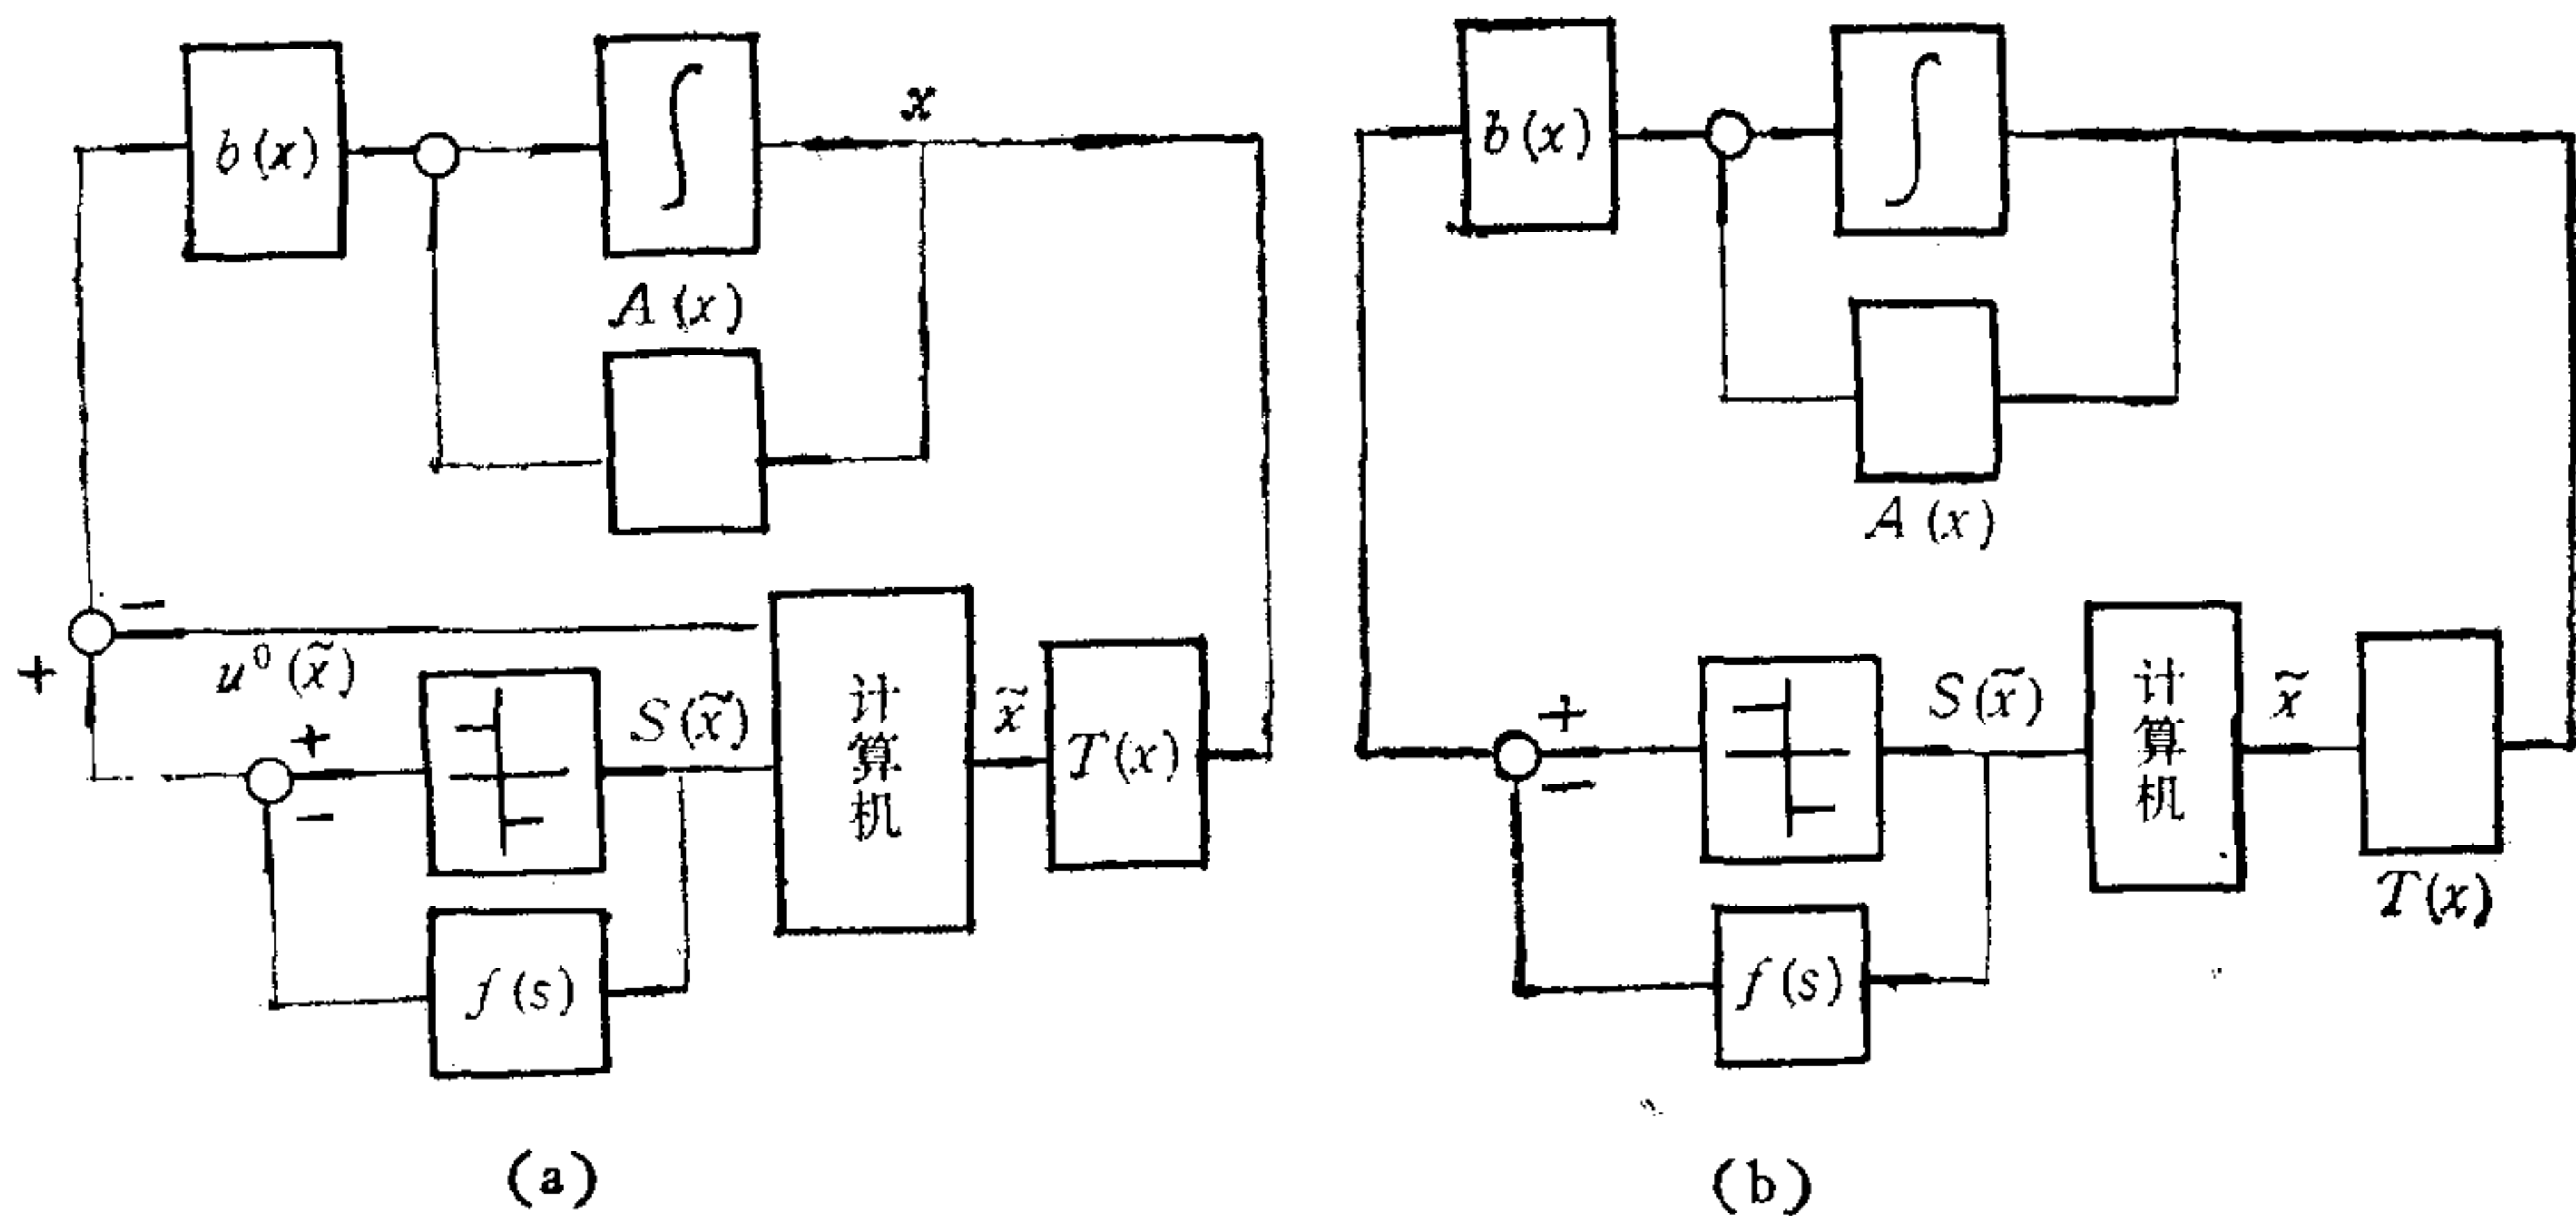 b(x)
∫
x
A(x)
−
+
u⁰(x̃)
+
−
S(x̃)
计算机
x̃
T(x)
f(s)
(a)
b(x)
∫
A(x)
+
−
S(x̃)
计算机
x̃
T(x)
f(s)
(b)